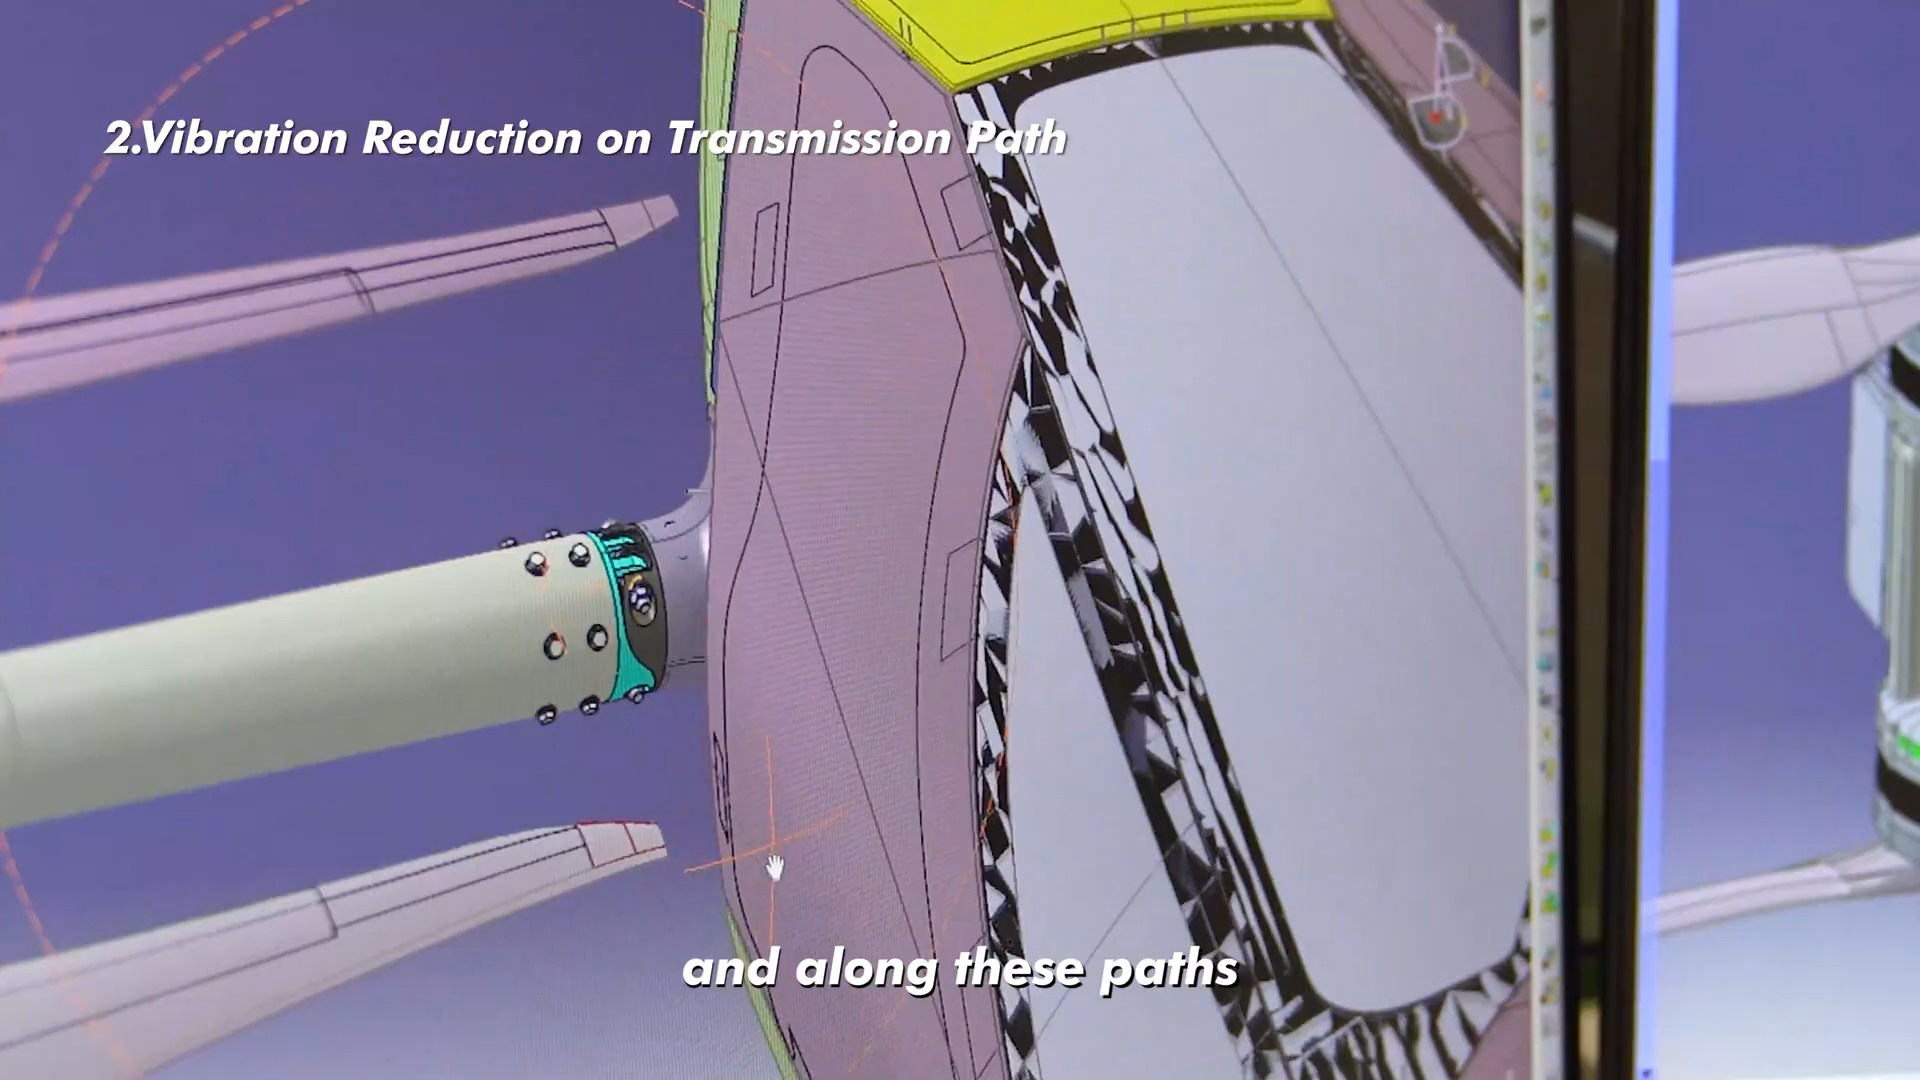 2.Vibration Reduction on Transmission Path
and along these paths